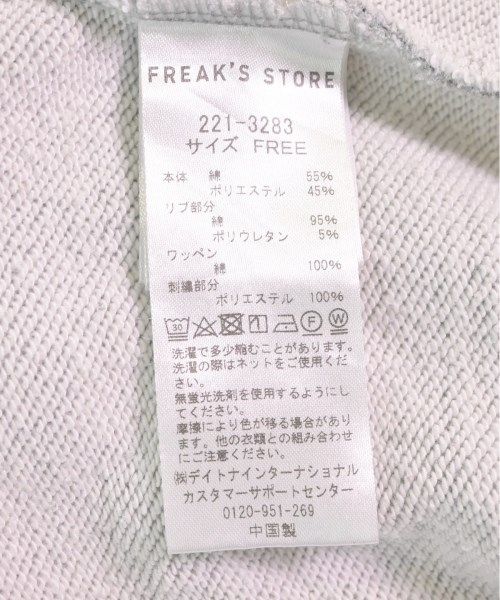 FREAK'S STORE
221-3283
サイズ FREE
本体 綿 55%
ポリエステル 45%
リブ部分
綿 95%
ポリウレタン 5%
ワッペン
綿 100%
刺繍部分
ポリエステル 100%
30 F W
洗濯で多少縮むことがあります。
洗濯の際はネットをご使用くだ
さい。
無蛍光洗剤を使用するようにし
てください。
摩擦により色が移る場合があり
ます。他の衣類との組み合わせ
にご注意ください。
㈱デイトナインターナショナル
カスタマーサポートセンター
0120-951-269
中国製